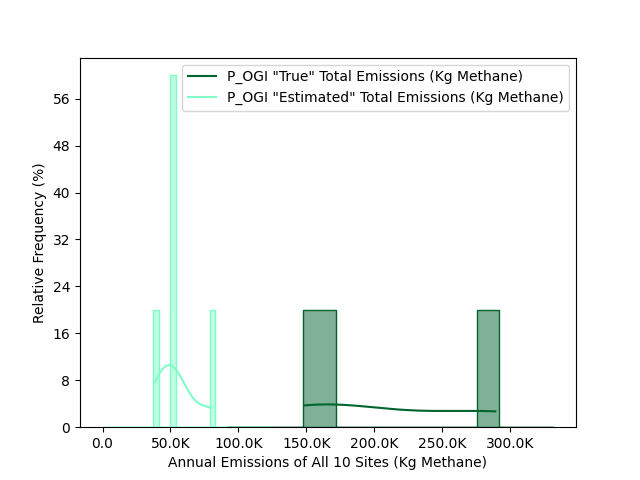 P_OGI "True" Total Emissions (Kg Methane)
P_OGI "Estimated" Total Emissions (Kg Methane)
56
48
40
32
24
16
8
0
Relative Frequency (%)
0.0 50.0K 100.0K 150.0K 200.0K 250.0K 300.0K
Annual Emissions of All 10 Sites (Kg Methane)